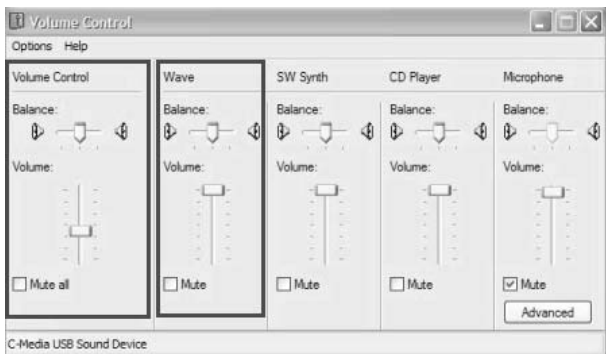 Volume Control
Options Help
Volume Control Wave SW Synth CD Player Microphone
Balance: Balance: Balance: Balance: Balance:
Volume: Volume: Volume: Volume: Volume:
Mute all Mute Mute Mute Mute
Advanced
C-Media USB Sound Device